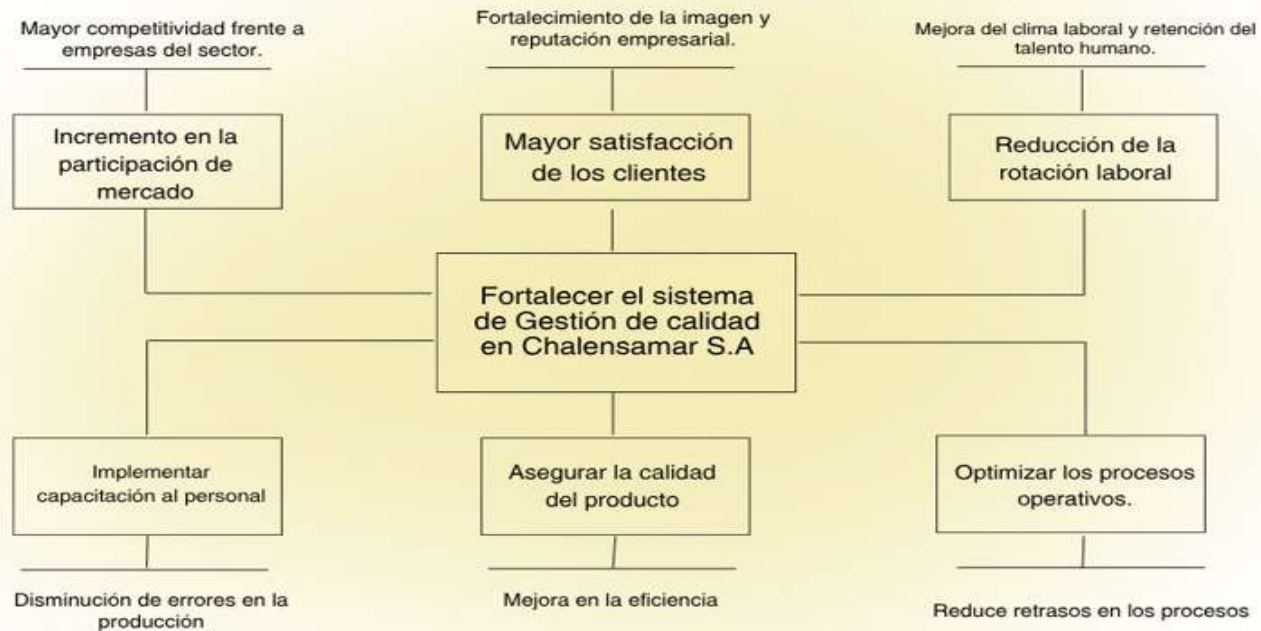 Mayor competitividad frente a
empresas del sector.
Fortalecimiento de la imagen y
reputación empresarial.
Mejora del clima laboral y retención del
talento humano.
Incremento en la
participación de
mercado
Mayor satisfacción
de los clientes
Reducción de la
rotación laboral
Fortalecer el sistema
de Gestión de calidad
en Chalensamar S.A
Implementar
capacitación al personal
Asegurar la calidad
del producto
Optimizar los procesos
operativos.
Disminución de errores en la
producción
Mejora en la eficiencia
Reduce retrasos en los procesos